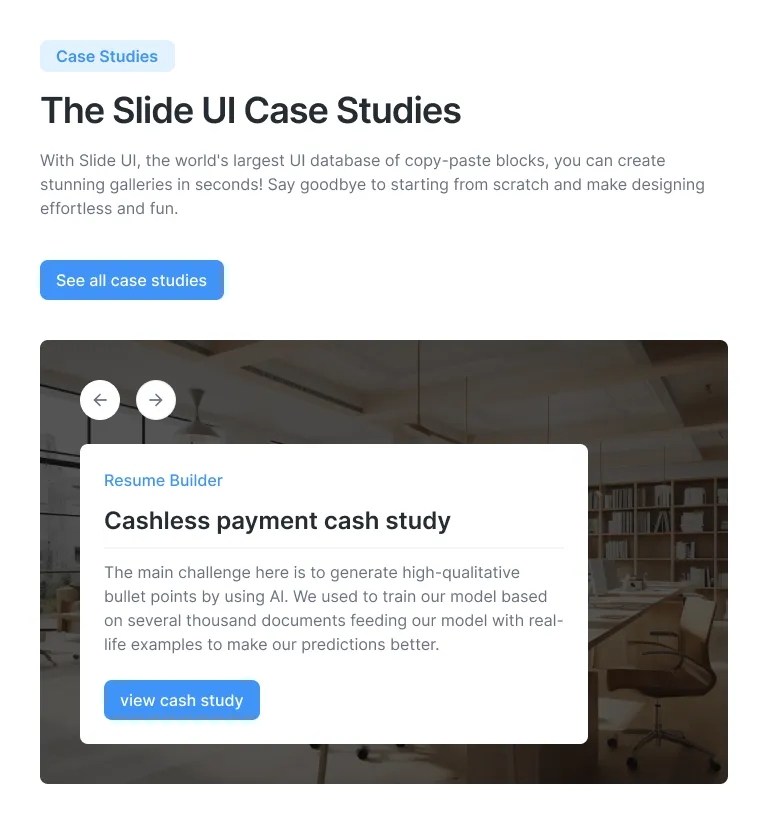 Case Studies
The Slide UI Case Studies
With Slide UI, the world's largest UI database of copy-paste blocks, you can create
stunning galleries in seconds! Say goodbye to starting from scratch and make designing
effortless and fun.
See all case studies
Resume Builder
Cashless payment cash study
The main challenge here is to generate high-qualitative
bullet points by using AI. We used to train our model based
on several thousand documents feeding our model with real-
life examples to make our predictions better.
view cash study